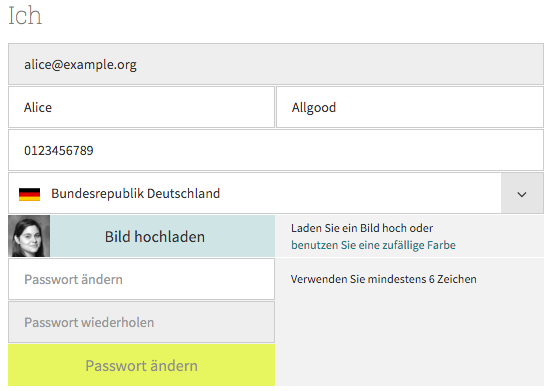 Ich
alice@example.org
Alice
Allgood
0123456789
Bundesrepublik Deutschland
Bild hochladen
Laden Sie ein Bild hoch oder
benutzen Sie eine zufällige Farbe
Passwort ändern
Verwenden Sie mindestens 6 Zeichen
Passwort wiederholen
Passwort ändern